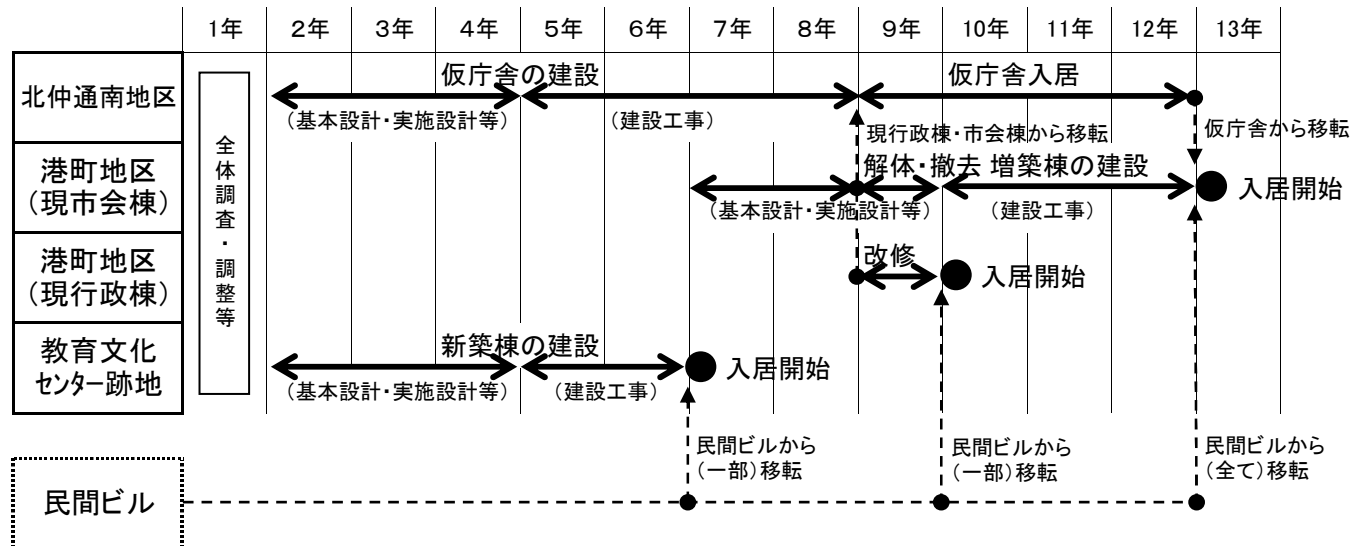 1年 2年 3年 4年 5年 6年 7年 8年 9年 10年 11年 12年 13年
全体調査・調整等
北仲通南地区
仮庁舎の建設
仮庁舎入居
(基本設計・実施設計等)
(建設工事)
現行政棟・市会棟から移転
仮庁舎から移転
港町地区
(現市会棟)
解体・撤去 増築棟の建設
(基本設計・実施設計等)
(建設工事)
入居開始
港町地区
(現行政棟)
改修
入居開始
教育文化
センター跡地
新築棟の建設
(基本設計・実施設計等)
(建設工事)
入居開始
民間ビルから
(一部)移転
民間ビルから
(一部)移転
民間ビルから
(全て)移転
民間ビル